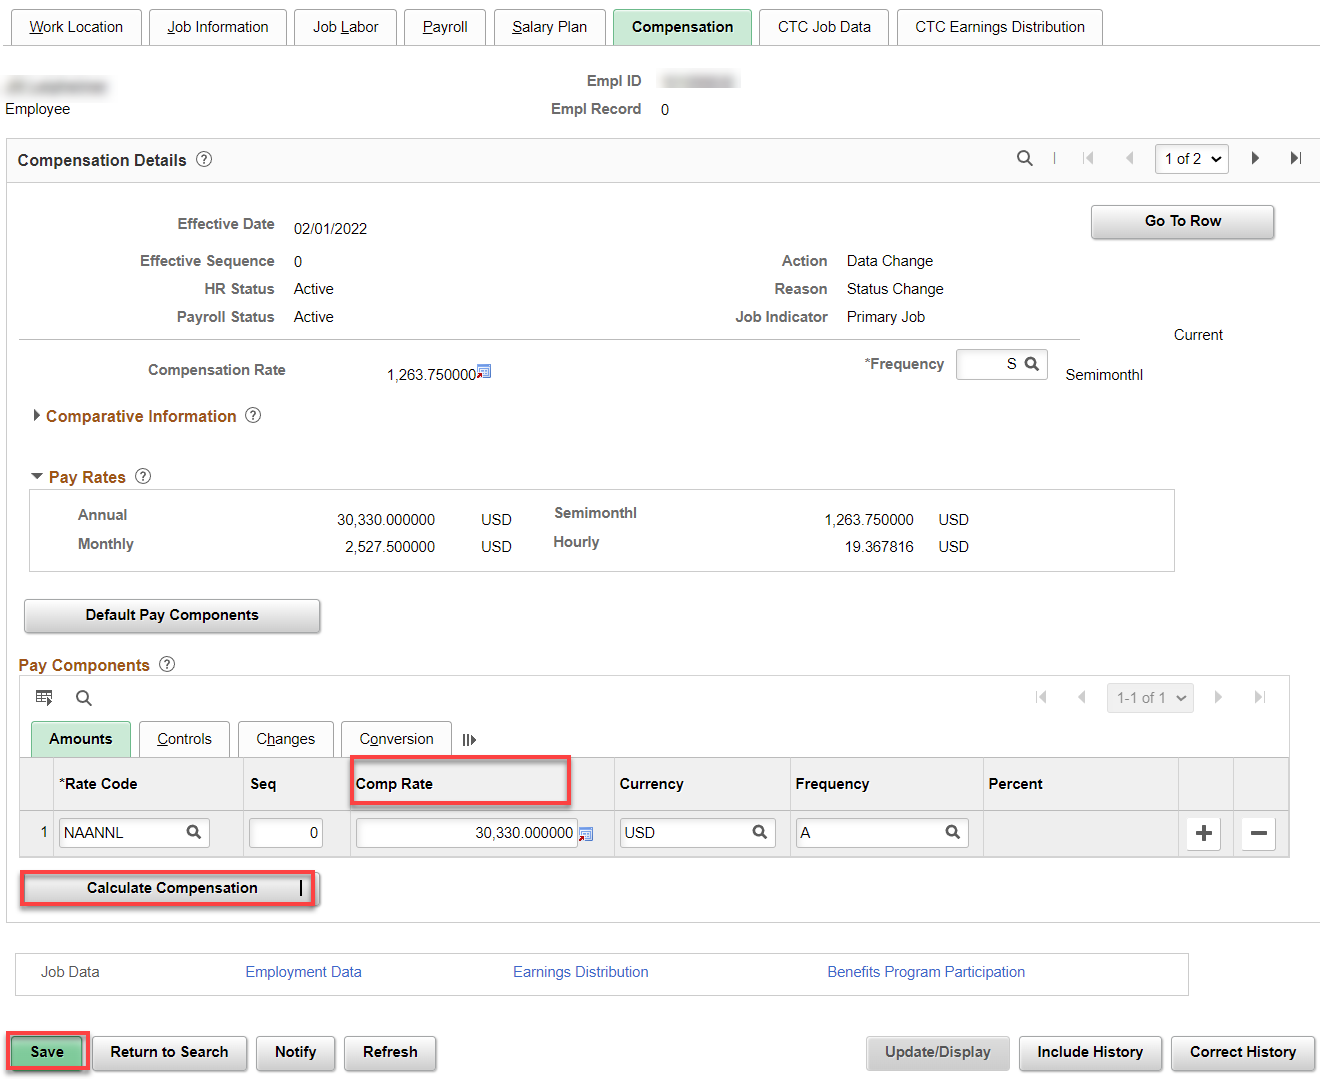 Work Location Job Information Job Labor Payroll Salary Plan Compensation CTC Job Data CTC Earnings Distribution
Empl ID
Employee Empl Record 0
Compensation Details ? 1 of 2
Effective Date 02/01/2022 Go To Row
Effective Sequence 0 Action Data Change
HR Status Active Reason Status Change
Payroll Status Active Job Indicator Primary Job
Current
Compensation Rate 1,263.750000 *Frequency S Semimonthl
Comparative Information ?
Pay Rates ?
Annual 30,330.000000 USD Semimonthl 1,263.750000 USD
Monthly 2,527.500000 USD Hourly 19.367816 USD
Default Pay Components
Pay Components ?
1-1 of 1
Amounts Controls Changes Conversion
*Rate Code Seq Comp Rate Currency Frequency Percent
1 NAANNL 0 30,330.000000 USD A + −
Calculate Compensation
Job Data Employment Data Earnings Distribution Benefits Program Participation
Save Return to Search Notify Refresh Update/Display Include History Correct History